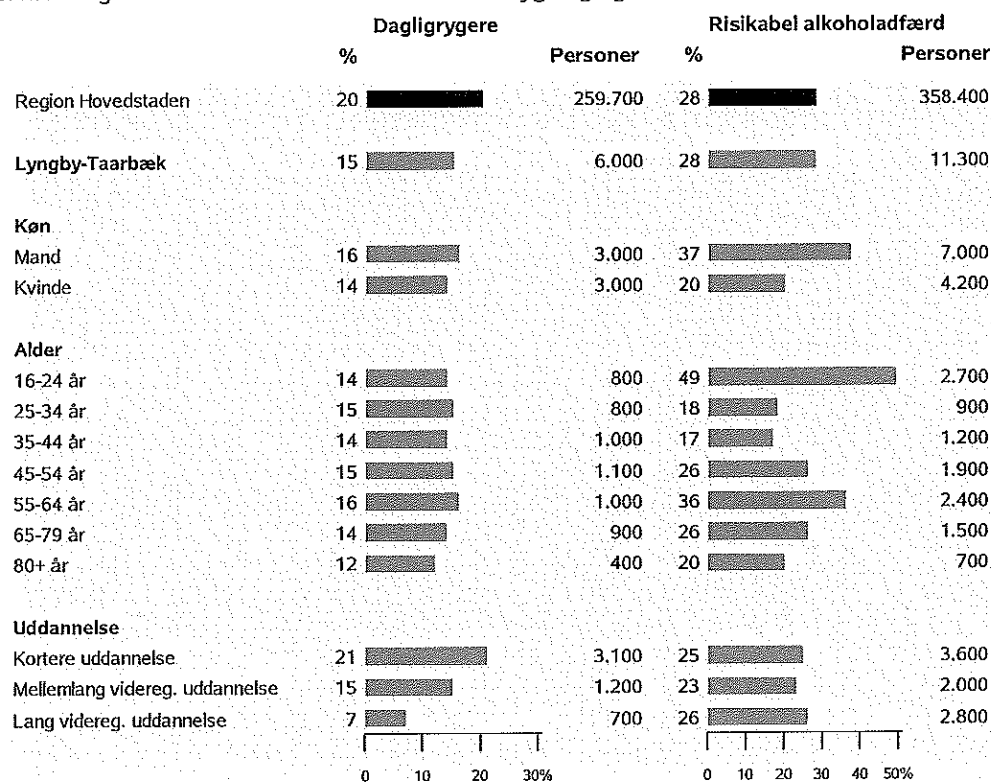 Dagligrygere Risikabel alkoholadfærd
% Personer % Personer
Region Hovedstaden 20 259.700 28 358.400
Lyngby-Taarbæk 15 6.000 28 11.300
Køn
Mand 16 3.000 37 7.000
Kvinde 14 3.000 20 4.200
Alder
16-24 år 14 800 49 2.700
25-34 år 15 800 18 900
35-44 år 14 1.000 17 1.200
45-54 år 15 1.100 26 1.900
55-64 år 16 1.000 36 2.400
65-79 år 14 900 26 1.500
80+ år 12 400 20 700
Uddannelse
Kortere uddannelse 21 3.100 25 3.600
Mellemlang videreg. uddannelse 15 1.200 23 2.000
Lang videreg. uddannelse 7 700 26 2.800
0 10 20 30% 0 10 20 30 40 50%